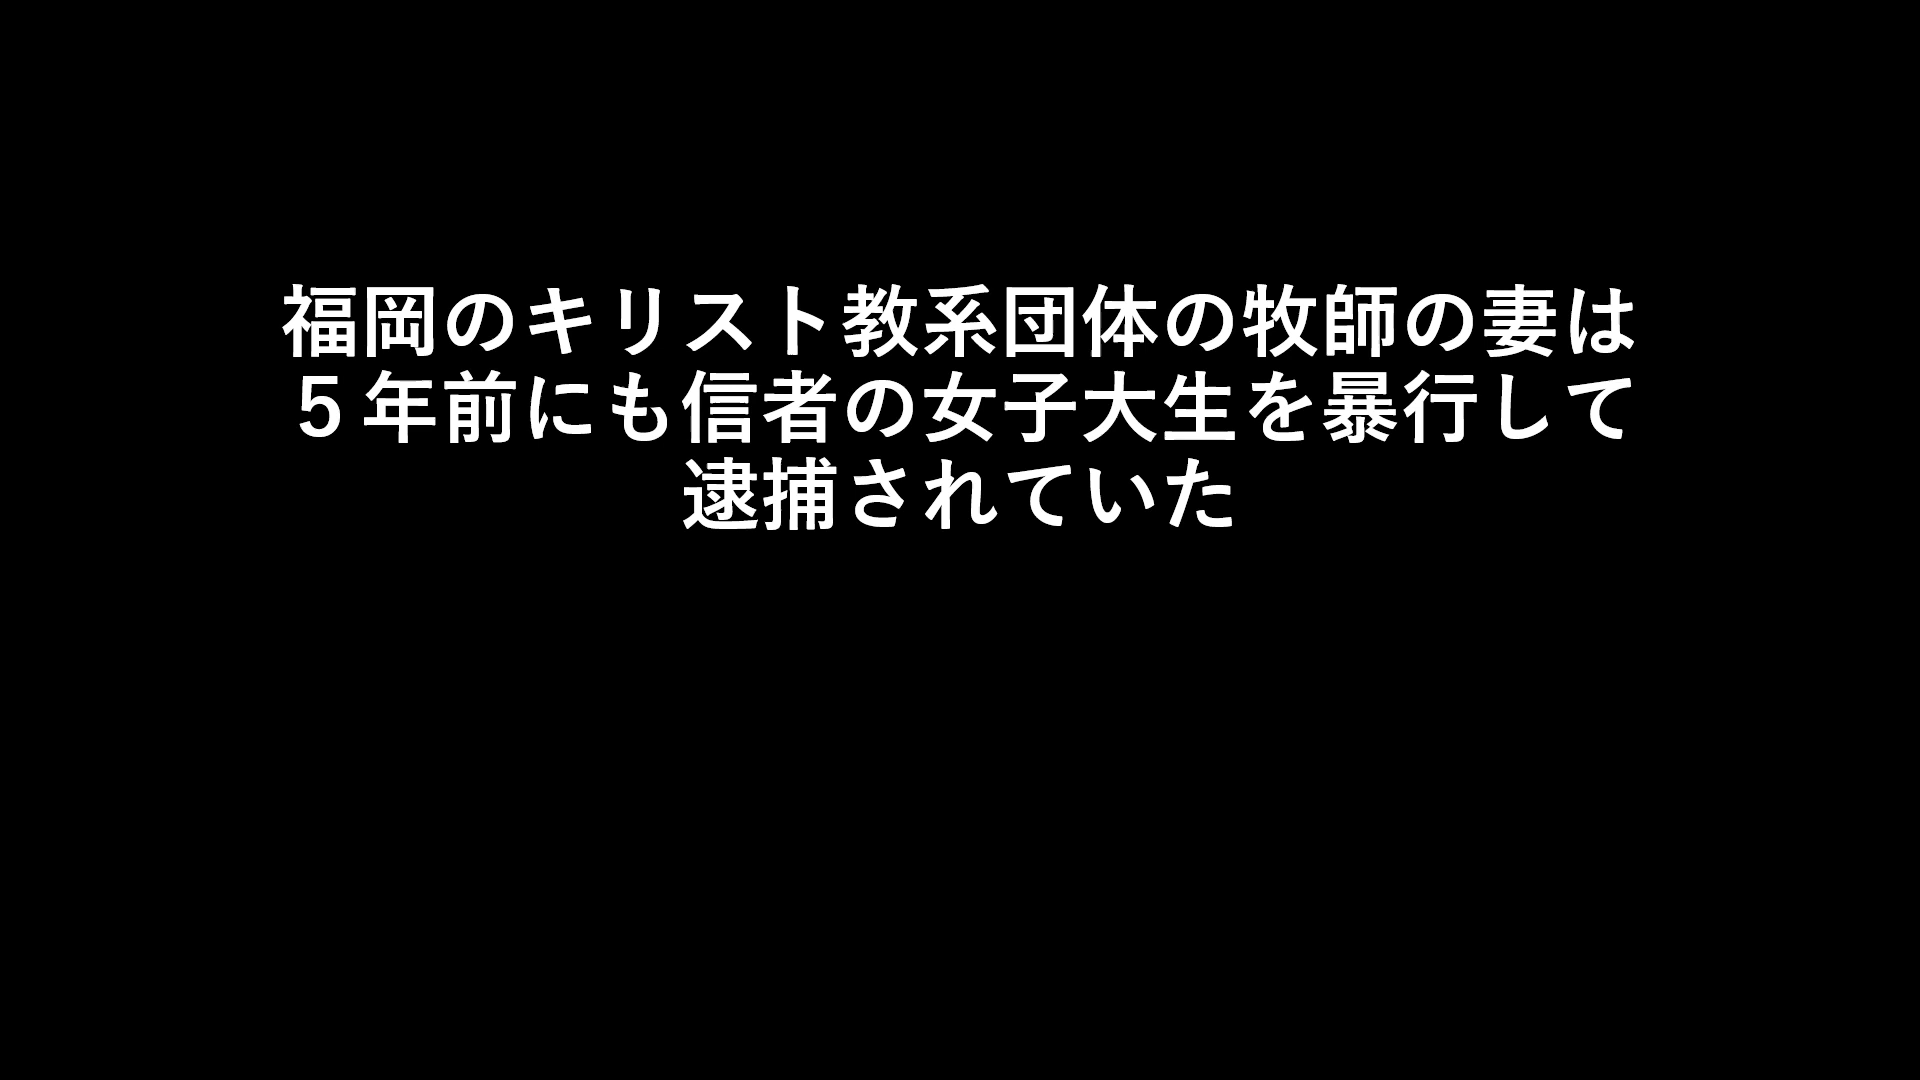 福岡のキリスト教系団体の牧師の妻は
５年前にも信者の女子大生を暴行して
逮捕されていた